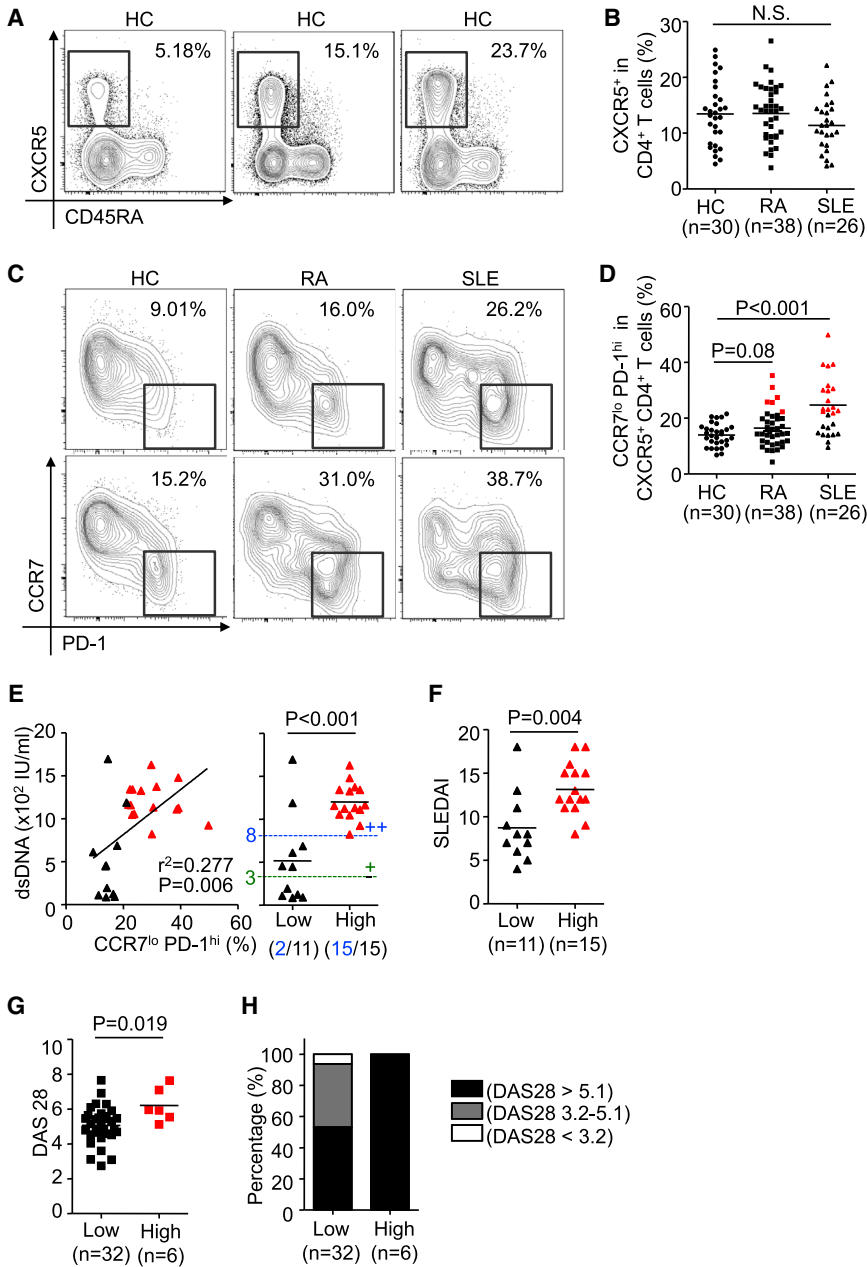 A
HC
HC
HC
5.18%
15.1%
23.7%
CXCR5
CD45RA
B
N.S.
CXCR5⁺ in
CD4⁺ T cells (%)
30
20
10
0
HC RA SLE
(n=30) (n=38) (n=26)
C
HC
RA
SLE
9.01%
16.0%
26.2%
15.2%
31.0%
38.7%
CCR7
PD-1
D
P<0.001
P=0.08
CCR7ˡᵒ PD-1ʰⁱ in
CXCR5⁺ CD4⁺ T cells (%)
60
40
20
0
HC RA SLE
(n=30) (n=38) (n=26)
E
dsDNA (x10² IU/ml)
20
15
10
5
0
r²=0.277
P=0.006
0 20 40 60
CCR7ˡᵒ PD-1ʰⁱ (%)
P<0.001
8
++
3
+
-
Low High
(2/11) (15/15)
F
P=0.004
SLEDAI
20
15
10
5
0
Low High
(n=11) (n=15)
G
P=0.019
DAS 28
10
8
6
4
2
0
Low High
(n=32) (n=6)
H
Percentage (%)
100
80
60
40
20
0
Low High
(n=32) (n=6)
(DAS28 > 5.1)
(DAS28 3.2-5.1)
(DAS28 < 3.2)